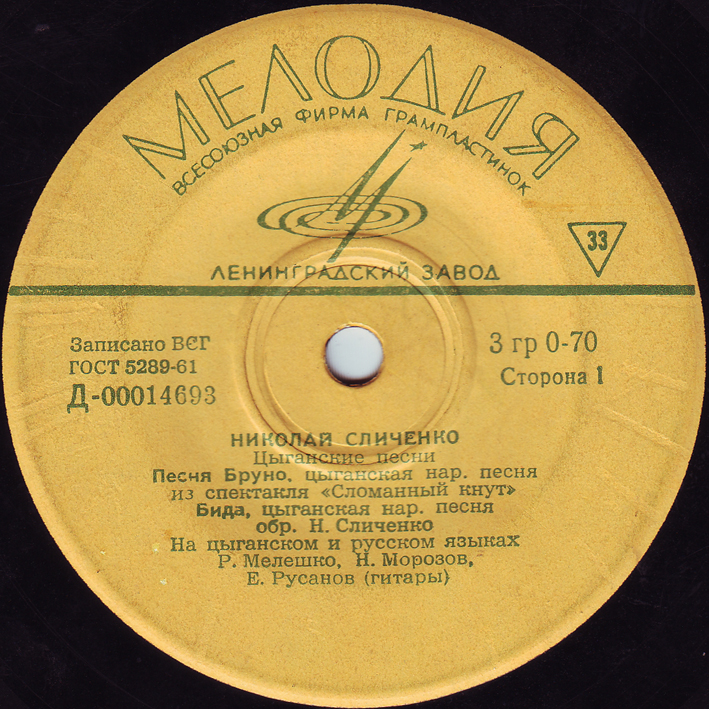 МЕЛОДИЯ
ВСЕСОЮЗНАЯ ФИРМА ГРАМПЛАСТИНОК
33
ЛЕНИНГРАДСКИЙ ЗАВОД
Записано ВСГ
ГОСТ 5289-61
Д-00014693
3 гр 0-70
Сторона 1
НИКОЛАЙ СЛИЧЕНКО
Цыганские песни
Песня Бруно, цыганская нар. песня
из спектакля «Сломанный кнут»
Бида, цыганская нар. песня
обр. Н. Сличенко
На цыганском и русском языках
Р. Мелешко, Н. Морозов,
Е. Русанов (гитары)